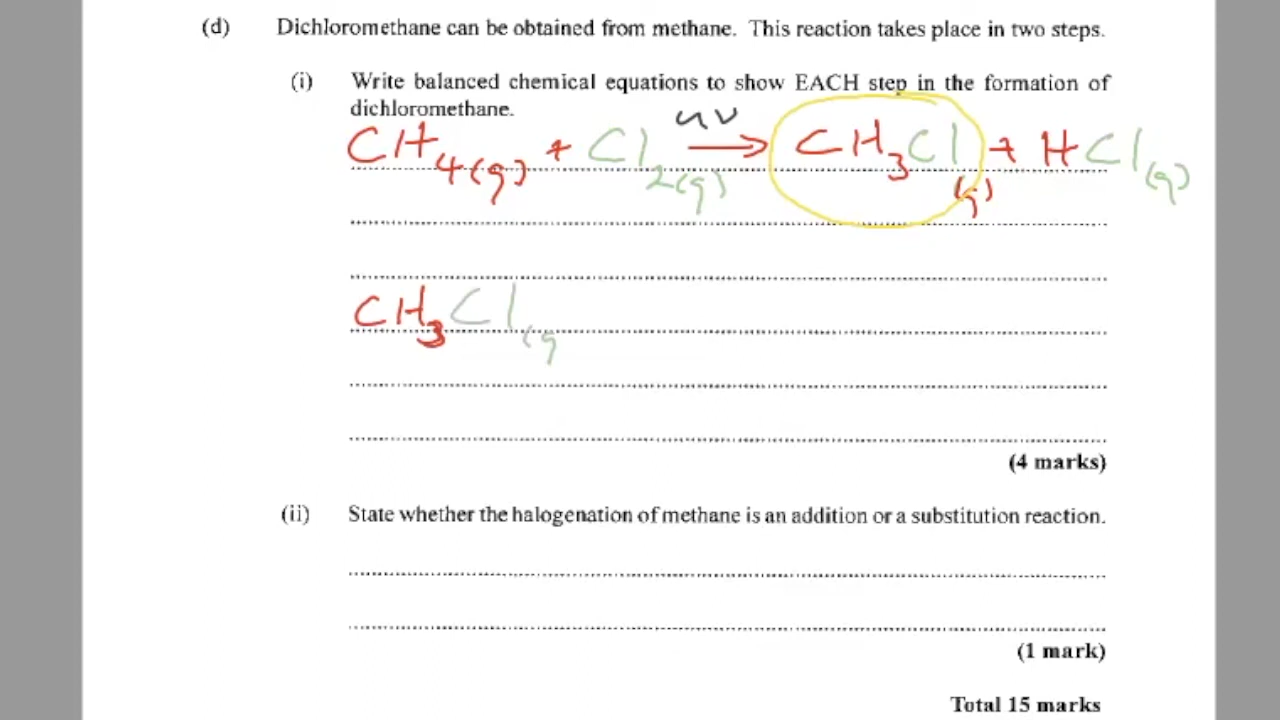 (d) Dichloromethane can be obtained from methane. This reaction takes place in two steps.
(i) Write balanced chemical equations to show EACH step in the formation of
dichloromethane.
uv
CH4(g) + Cl2(g) → CH3Cl(g) + HCl(g)
CH3Cl(g
(4 marks)
(ii) State whether the halogenation of methane is an addition or a substitution reaction.
(1 mark)
Total 15 marks